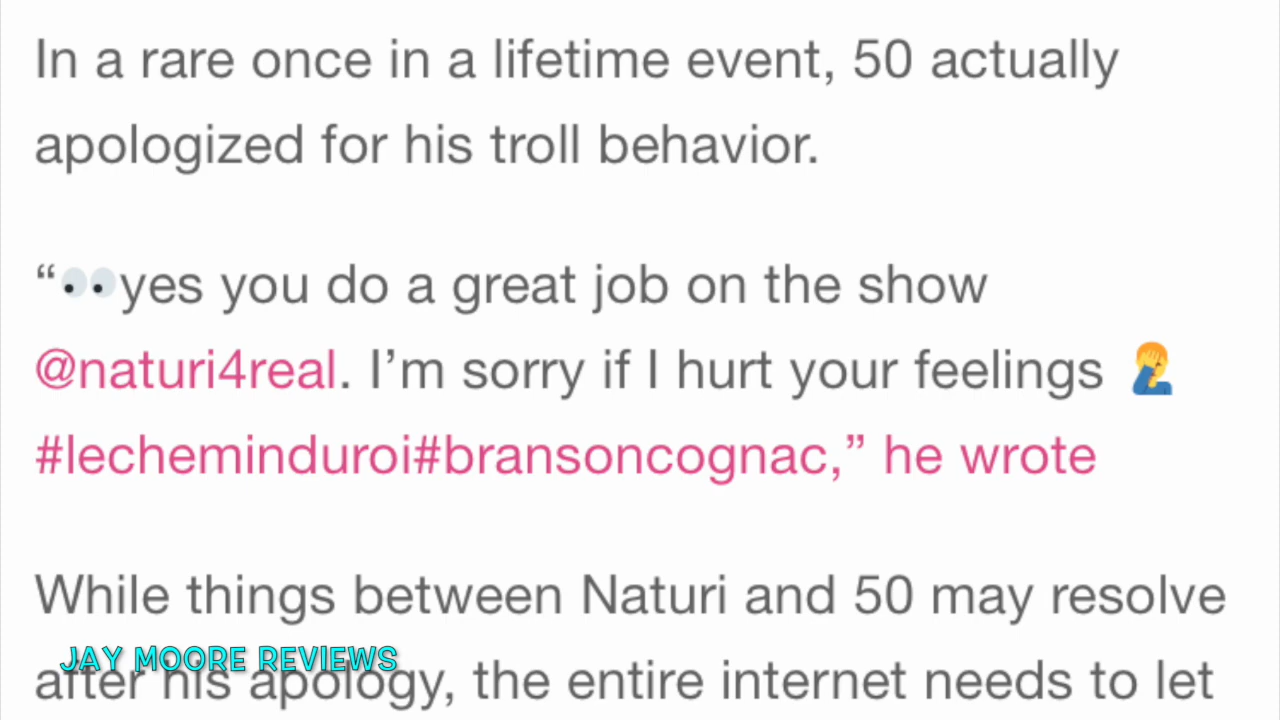 In a rare once in a lifetime event, 50 actually
apologized for his troll behavior.
“👀yes you do a great job on the show
@naturi4real. I’m sorry if I hurt your feelings 🤦‍♂️
#lecheminduroi#bransoncognac,” he wrote
While things between Naturi and 50 may resolve
JAY MOORE REVIEWS
after his apology, the entire internet needs to let